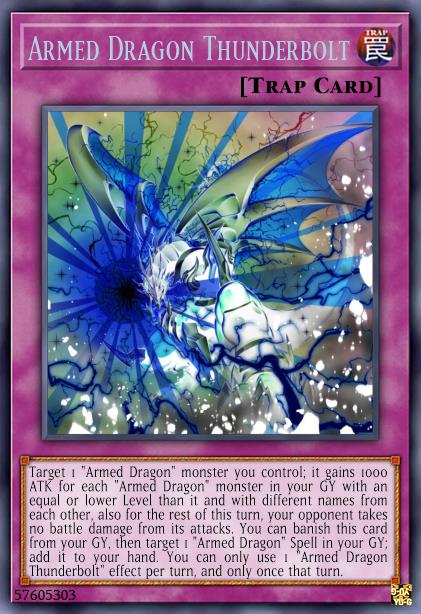 ARMED DRAGON THUNDERBOLT
TRAP
罠
[TRAP CARD]
Target 1 "Armed Dragon" monster you control; it gains 1000
ATK for each "Armed Dragon" monster in your GY with an
equal or lower Level than it and with different names from
each other, also for the rest of this turn, your opponent takes
no battle damage from its attacks. You can banish this card
from your GY, then target 1 "Armed Dragon" Spell in your GY;
add it to your hand. You can only use 1 "Armed Dragon
Thunderbolt" effect per turn, and only once that turn.
57605303